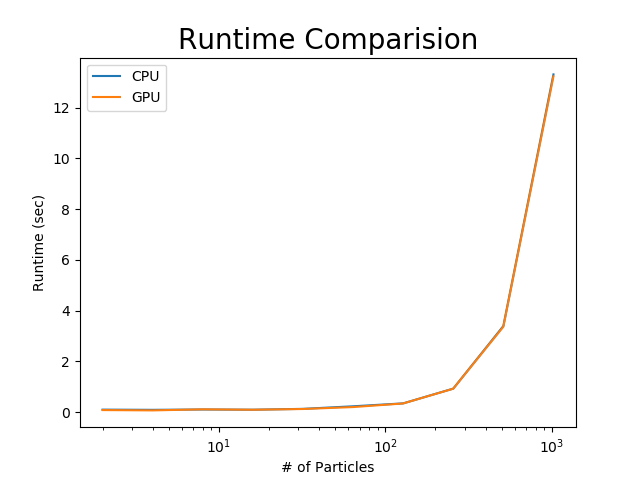 Runtime Comparision
CPU
GPU
12
10
8
6
4
2
0
Runtime (sec)
10¹
10²
10³
# of Particles